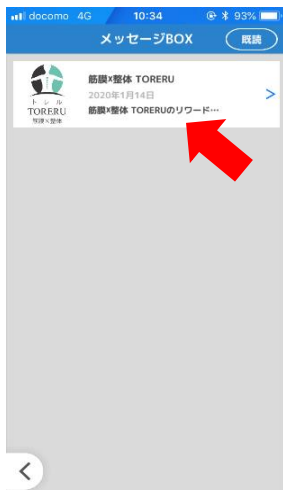 docomo 4G 10:34 93%
メッセージBOX
既読
筋膜×整体 TORERU
2020年1月14日
筋膜×整体 TORERUのリワード…
トレル
TORERU
筋膜×整体